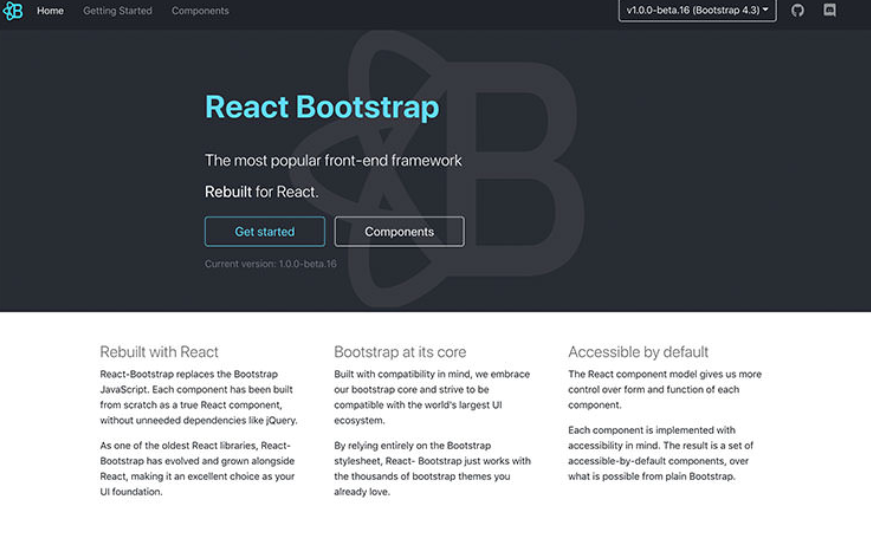 Home Getting Started Components v1.0.0-beta.16 (Bootstrap 4.3)
React Bootstrap
The most popular front-end framework
Rebuilt for React.
Get started Components
Current version: 1.0.0-beta.16
Rebuilt with React
React-Bootstrap replaces the Bootstrap
JavaScript. Each component has been built
from scratch as a true React component,
without unneeded dependencies like jQuery.
As one of the oldest React libraries, React-
Bootstrap has evolved and grown alongside
React, making it an excellent choice as your
UI foundation.
Bootstrap at its core
Built with compatibility in mind, we embrace
our bootstrap core and strive to be
compatible with the world's largest UI
ecosystem.
By relying entirely on the Bootstrap
stylesheet, React- Bootstrap just works with
the thousands of bootstrap themes you
already love.
Accessible by default
The React component model gives us more
control over form and function of each
component.
Each component is implemented with
accessibility in mind. The result is a set of
accessible-by-default components, over
what is possible from plain Bootstrap.